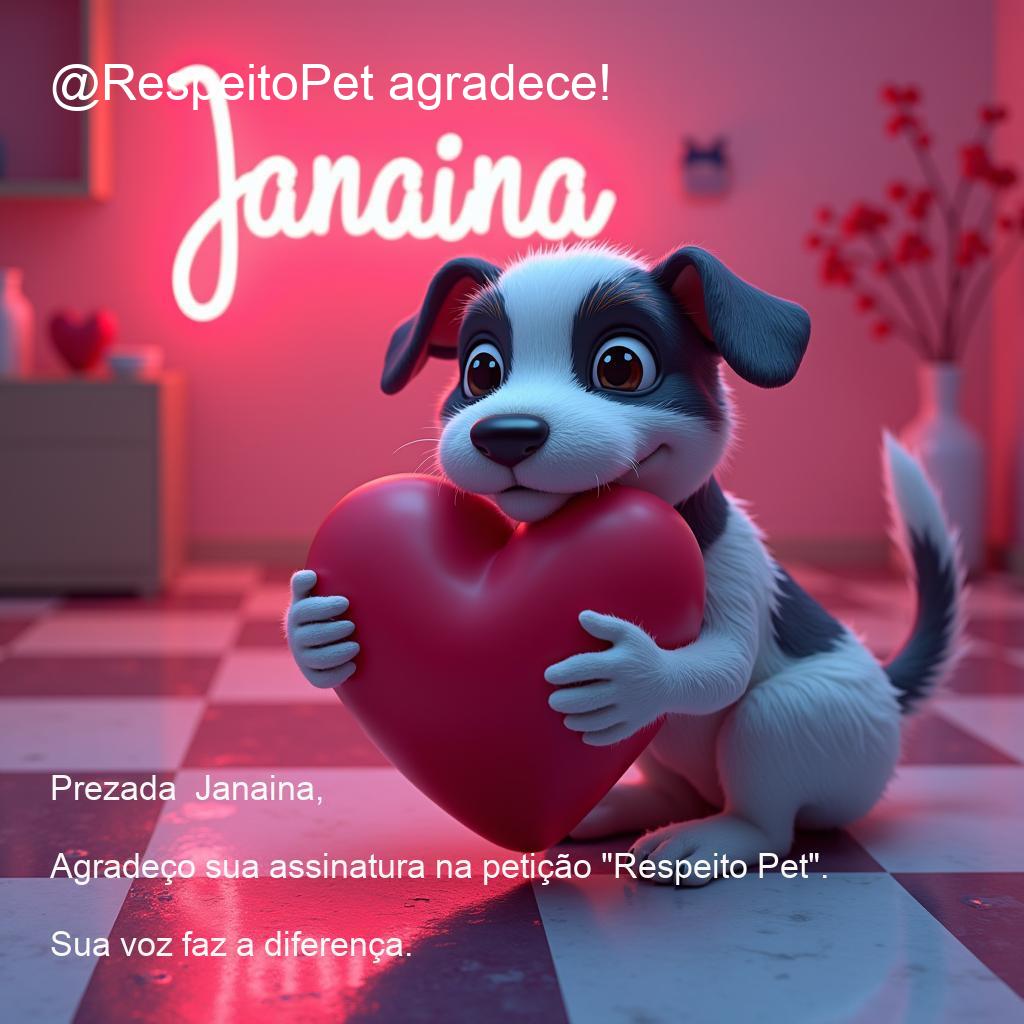 @RespeitoPet agradece!
Janaina
Prezada  Janaina,
Agradeço sua assinatura na petição "Respeito Pet".
Sua voz faz a diferença.